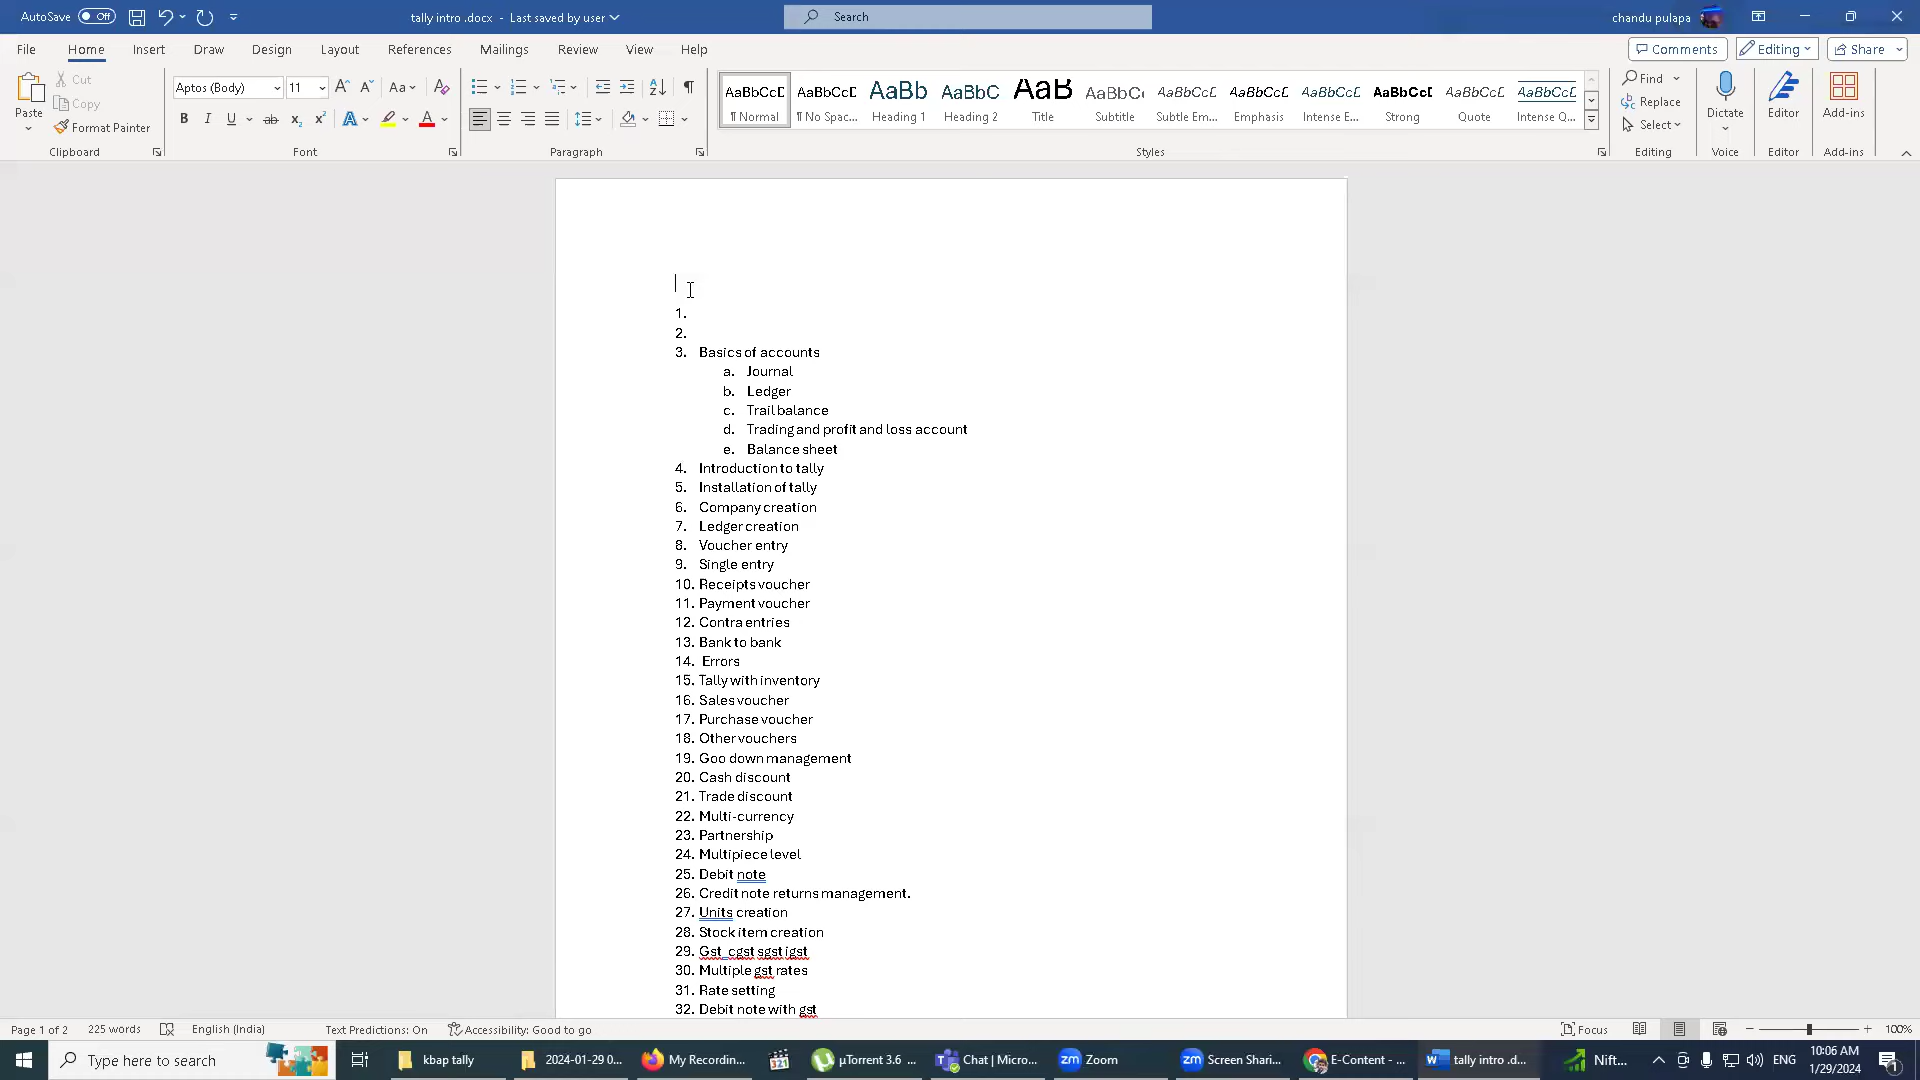 AutoSave Off tally intro .docx - Last saved by user Search chandu pulapa
File Home Insert Draw Design Layout References Mailings Review View Help Comments Editing Share
Paste Cut Copy Format Painter
Aptos (Body) 11
Aa
B I U ab x₂ x² A A
AaBbCcD ¶ Normal
AaBbCcD ¶ No Spac...
AaBb Heading 1
AaBbC Heading 2
AaB Title
AaBbCc Subtitle
AaBbCcD Subtle Em...
AaBbCcD Emphasis
AaBbCcD Intense E...
AaBbCcD Strong
AaBbCcD Quote
AaBbCcD Intense Q...
Find Replace Select
Dictate Editor Add-ins
Clipboard Font Paragraph Styles Editing Voice Editor Add-ins
1.
2.
3. Basics of accounts
a. Journal
b. Ledger
c. Trail balance
d. Trading and profit and loss account
e. Balance sheet
4. Introduction to tally
5. Installation of tally
6. Company creation
7. Ledger creation
8. Voucher entry
9. Single entry
10. Receipts voucher
11. Payment voucher
12. Contra entries
13. Bank to bank
14. Errors
15. Tally with inventory
16. Sales voucher
17. Purchase voucher
18. Other vouchers
19. Goo down management
20. Cash discount
21. Trade discount
22. Multi-currency
23. Partnership
24. Multipiece level
25. Debit note
26. Credit note returns management.
27. Units creation
28. Stock item creation
29. Gst cgst sgst igst
30. Multiple gst rates
31. Rate setting
32. Debit note with gst
Page 1 of 2 225 words English (India) Text Predictions: On Accessibility: Good to go Focus 100%
Type here to search kbap tally 2024-01-29 0... My Recordin... 321 µTorrent 3.6 ... Chat | Micro... Zoom Screen Shari... E-Content - ... tally intro .d... Nift... ENG 10:06 AM
1/29/2024